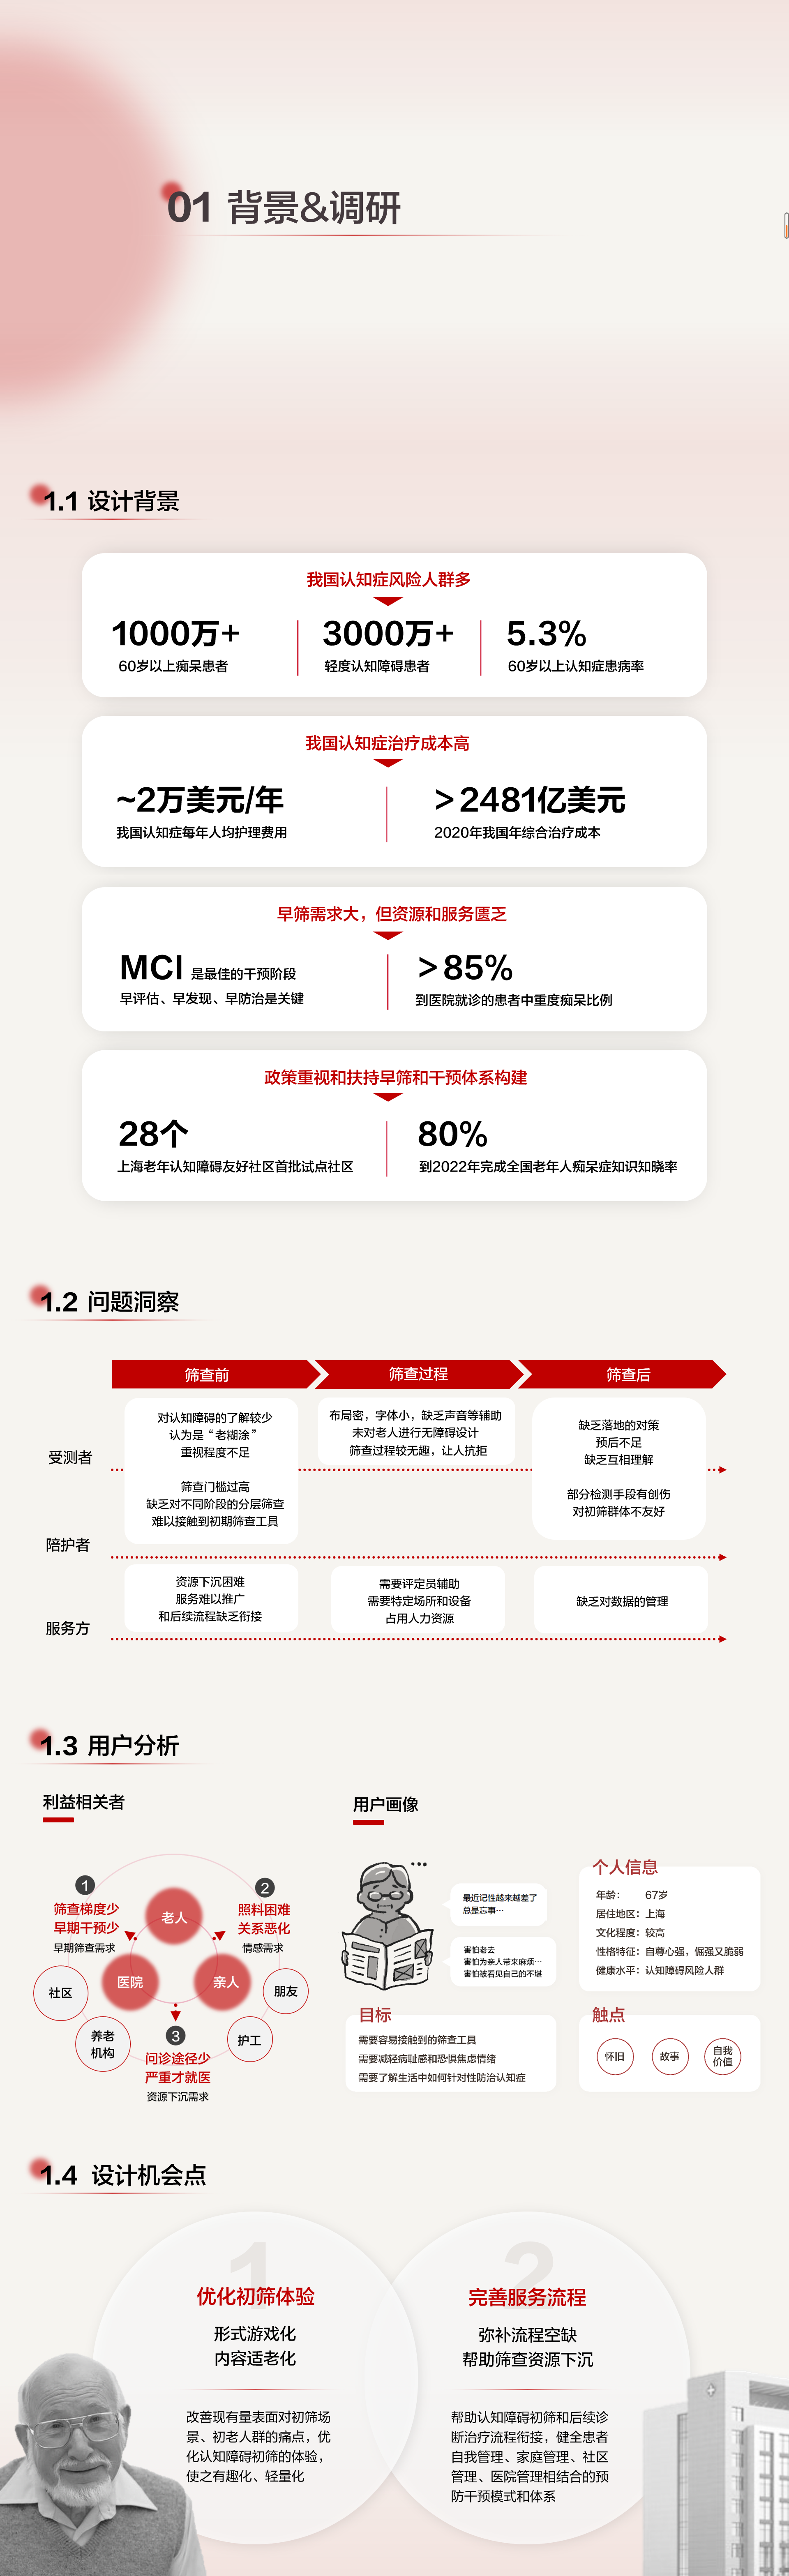 01 背景&调研
1.1 设计背景
我国认知症风险人群多
1000万+
60岁以上痴呆患者
3000万+
轻度认知障碍患者
5.3%
60岁以上认知症患病率
我国认知症治疗成本高
~2万美元/年
我国认知症每年人均护理费用
>2481亿美元
2020年我国年综合治疗成本
早筛需求大，但资源和服务匮乏
MCI 是最佳的干预阶段
早评估、早发现、早防治是关键
>85%
到医院就诊的患者中重度痴呆比例
政策重视和扶持早筛和干预体系构建
28个
上海老年认知障碍友好社区首批试点社区
80%
到2022年完成全国老年人痴呆症知识知晓率
1.2 问题洞察
筛查前
筛查过程
筛查后
受测者
对认知障碍的了解较少
认为是“老糊涂”
重视程度不足
筛查门槛过高
缺乏对不同阶段的分层筛查
难以接触到初期筛查工具
布局密，字体小，缺乏声音等辅助
未对老人进行无障碍设计
筛查过程较无趣，让人抗拒
缺乏落地的对策
预后不足
缺乏互相理解
部分检测手段有创伤
对初筛群体不友好
陪护者
服务方
资源下沉困难
服务难以推广
和后续流程缺乏衔接
需要评定员辅助
需要特定场所和设备
占用人力资源
缺乏对数据的管理
1.3 用户分析
利益相关者
1
筛查梯度少
早期干预少
早期筛查需求
2
照料困难
关系恶化
情感需求
老人
医院
亲人
社区
养老
机构
朋友
护工
3
问诊途径少
严重才就医
资源下沉需求
用户画像
最近记性越来越差了
总是忘事…
害怕老去
害怕为亲人带来麻烦…
害怕被看见自己的不堪
个人信息
年龄： 67岁
居住地区：上海
文化程度：较高
性格特征：自尊心强，倔强又脆弱
健康水平：认知障碍风险人群
目标
需要容易接触到的筛查工具
需要减轻病耻感和恐惧焦虑情绪
需要了解生活中如何针对性防治认知症
触点
怀旧
故事
自我
价值
1.4 设计机会点
1
优化初筛体验
形式游戏化
内容适老化
改善现有量表面对初筛场
景、初老人群的痛点，优
化认知障碍初筛的体验，
使之有趣化、轻量化
2
完善服务流程
弥补流程空缺
帮助筛查资源下沉
帮助认知障碍初筛和后续诊
断治疗流程衔接，健全患者
自我管理、家庭管理、社区
管理、医院管理相结合的预
防干预模式和体系